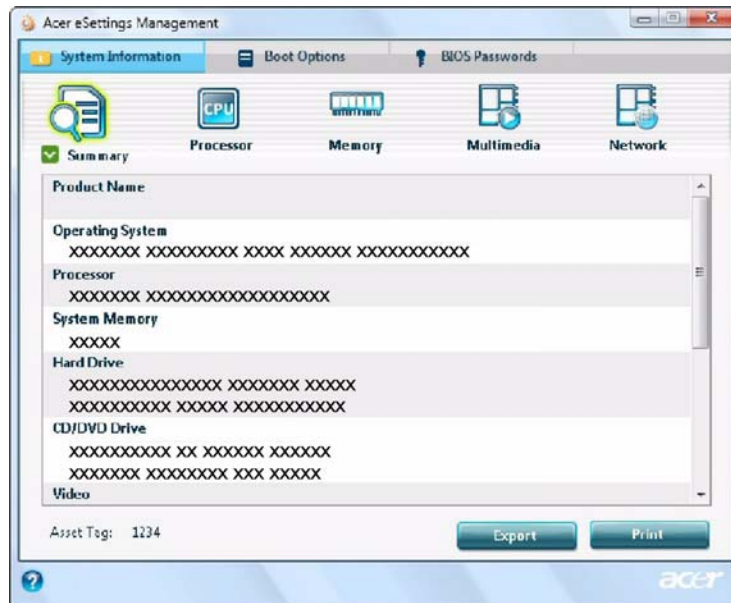 Acer eSettings Management
System Information Boot Options BIOS Passwords
CPU
Summary Processor Memory Multimedia Network
Product Name
Operating System
XXXXXXX XXXXXXXXX XXXX XXXXXX XXXXXXXXXXX
Processor
XXXXXXX XXXXXXXXXXXXXXXXXX
System Memory
XXXXX
Hard Drive
XXXXXXXXXXXXXXX XXXXXXX XXXXX
XXXXXXXXXX XXXXX XXXXXXXXXXX
CD/DVD Drive
XXXXXXXXXX XX XXXXXX XXXXXX
XXXXXXX XXXXXXXX XXX XXXXX
Video
Asset Tag: 1234 Export Print
? acer